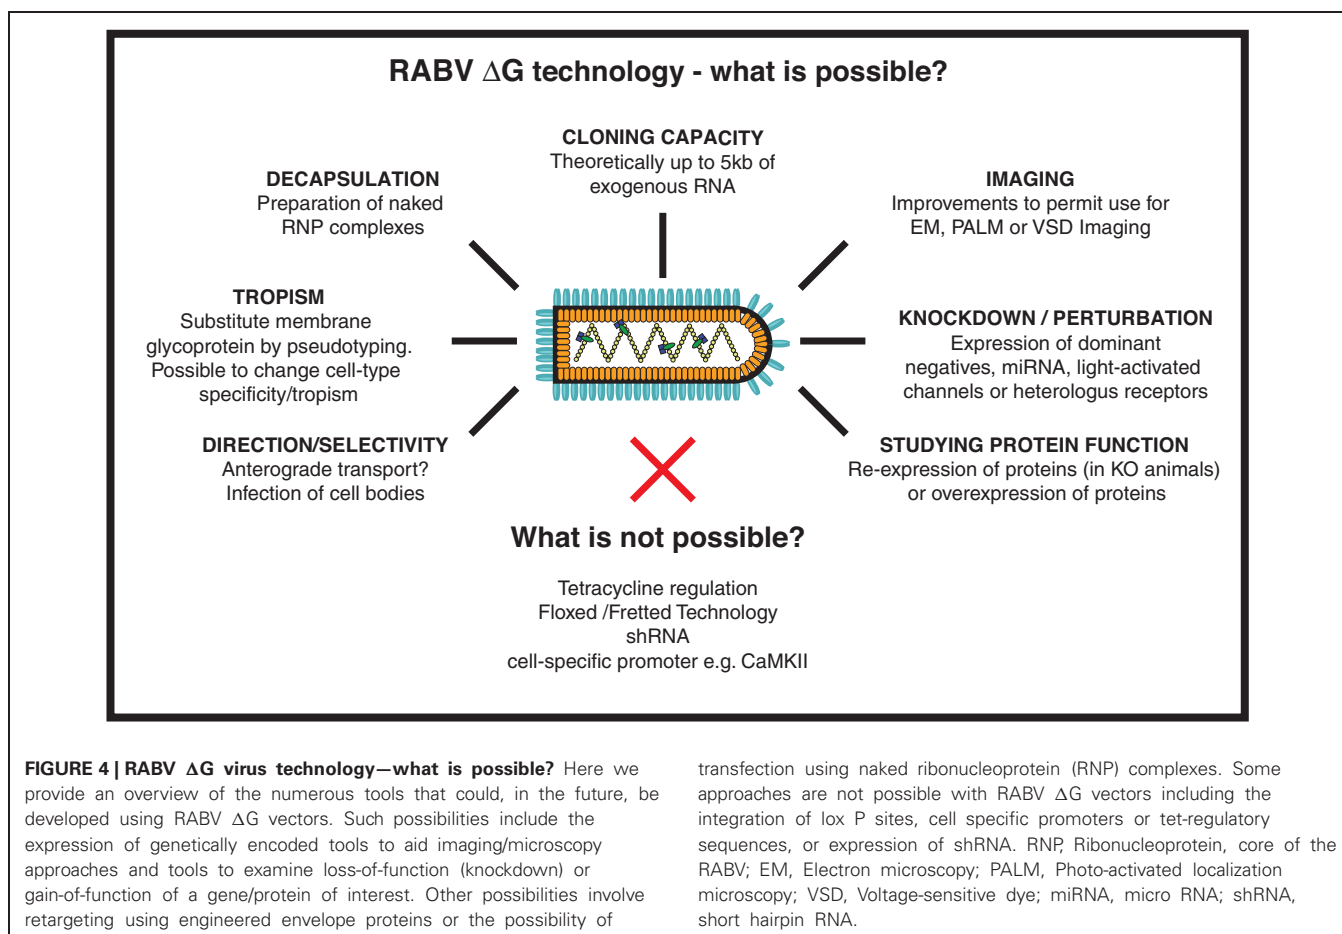 RABV ΔG technology - what is possible?
CLONING CAPACITY
Theoretically up to 5kb of
exogenous RNA
DECAPSULATION
Preparation of naked
RNP complexes
IMAGING
Improvements to permit use for
EM, PALM or VSD Imaging
TROPISM
Substitute membrane
glycoprotein by pseudotyping.
Possible to change cell-type
specificity/tropism
KNOCKDOWN / PERTURBATION
Expression of dominant
negatives, miRNA, light-activated
channels or heterologus receptors
DIRECTION/SELECTIVITY
Anterograde transport?
Infection of cell bodies
STUDYING PROTEIN FUNCTION
Re-expression of proteins (in KO animals)
or overexpression of proteins
What is not possible?
Tetracycline regulation
Floxed /Fretted Technology
shRNA
cell-specific promoter e.g. CaMKII
FIGURE 4 | RABV ΔG virus technology—what is possible? Here we
provide an overview of the numerous tools that could, in the future, be
developed using RABV ΔG vectors. Such possibilities include the
expression of genetically encoded tools to aid imaging/microscopy
approaches and tools to examine loss-of-function (knockdown) or
gain-of-function of a gene/protein of interest. Other possibilities involve
retargeting using engineered envelope proteins or the possibility of
transfection using naked ribonucleoprotein (RNP) complexes. Some
approaches are not possible with RABV ΔG vectors including the
integration of lox P sites, cell specific promoters or tet-regulatory
sequences, or expression of shRNA. RNP, Ribonucleoprotein, core of the
RABV; EM, Electron microscopy; PALM, Photo-activated localization
microscopy; VSD, Voltage-sensitive dye; miRNA, micro RNA; shRNA,
short hairpin RNA.